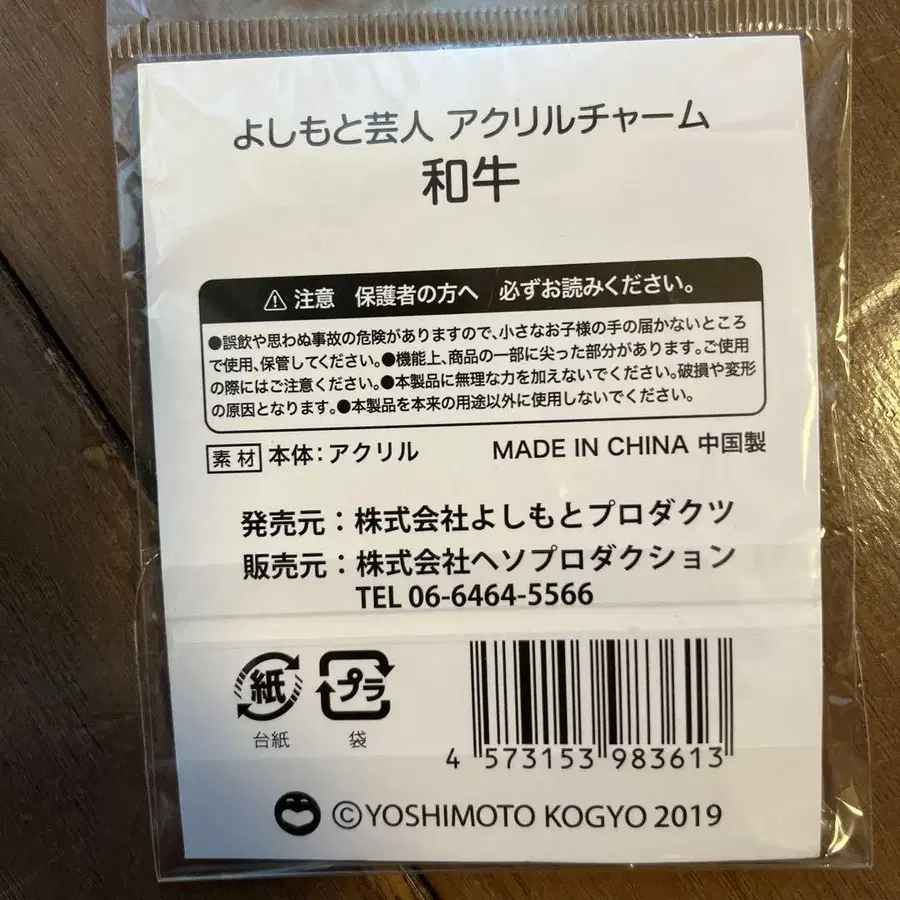 よしもと芸人 アクリルチャーム
和牛
⚠ 注意 保護者の方へ 必ずお読みください。
●誤飲や思わぬ事故の危険がありますので、小さなお子様の手の届かないところ
で使用、保管してください。●機能上、商品の一部に尖った部分があります。ご使用
の際にはご注意ください。●本製品に無理な力を加えないでください。破損や変形
の原因となります。●本製品を本来の用途以外に使用しないでください。
素材 本体：アクリル MADE IN CHINA 中国製
発売元：株式会社よしもとプロダクツ
販売元：株式会社ヘソプロダクション
TEL 06-6464-5566
紙 プラ
台紙 袋
4 573153 983613
©YOSHIMOTO KOGYO 2019